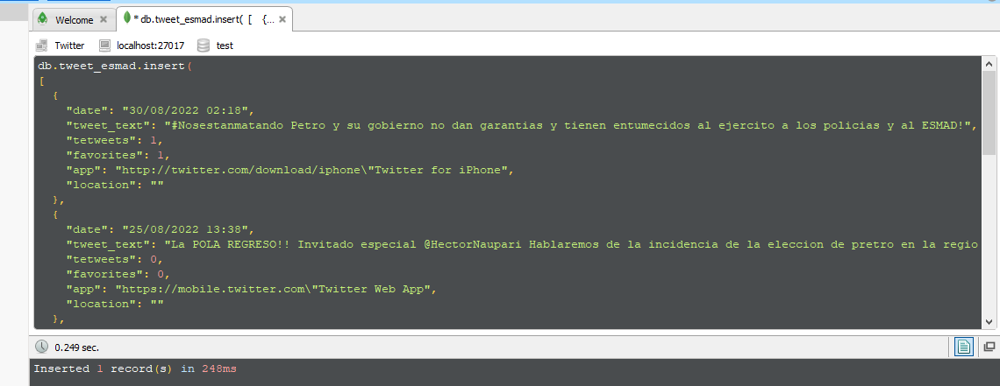 Welcome
* db.tweet_esmad.insert( [ {...
Twitter localhost:27017 test
db.tweet_esmad.insert(
[
{
"date": "30/08/2022 02:18",
"tweet_text": "#Nosestanmatando Petro y su gobierno no dan garantias y tienen entumecidos al ejercito a los policias y al ESMAD!",
"tetweets": 1,
"favorites": 1,
"app": "http://twitter.com/download/iphone\"Twitter for iPhone",
"location": ""
},
{
"date": "25/08/2022 13:38",
"tweet_text": "La POLA REGRESO!! Invitado especial @HectorNaupari Hablaremos de la incidencia de la eleccion de pretro en la regio
"tetweets": 0,
"favorites": 0,
"app": "https://mobile.twitter.com\"Twitter Web App",
"location": ""
},
0.249 sec.
Inserted 1 record(s) in 248ms